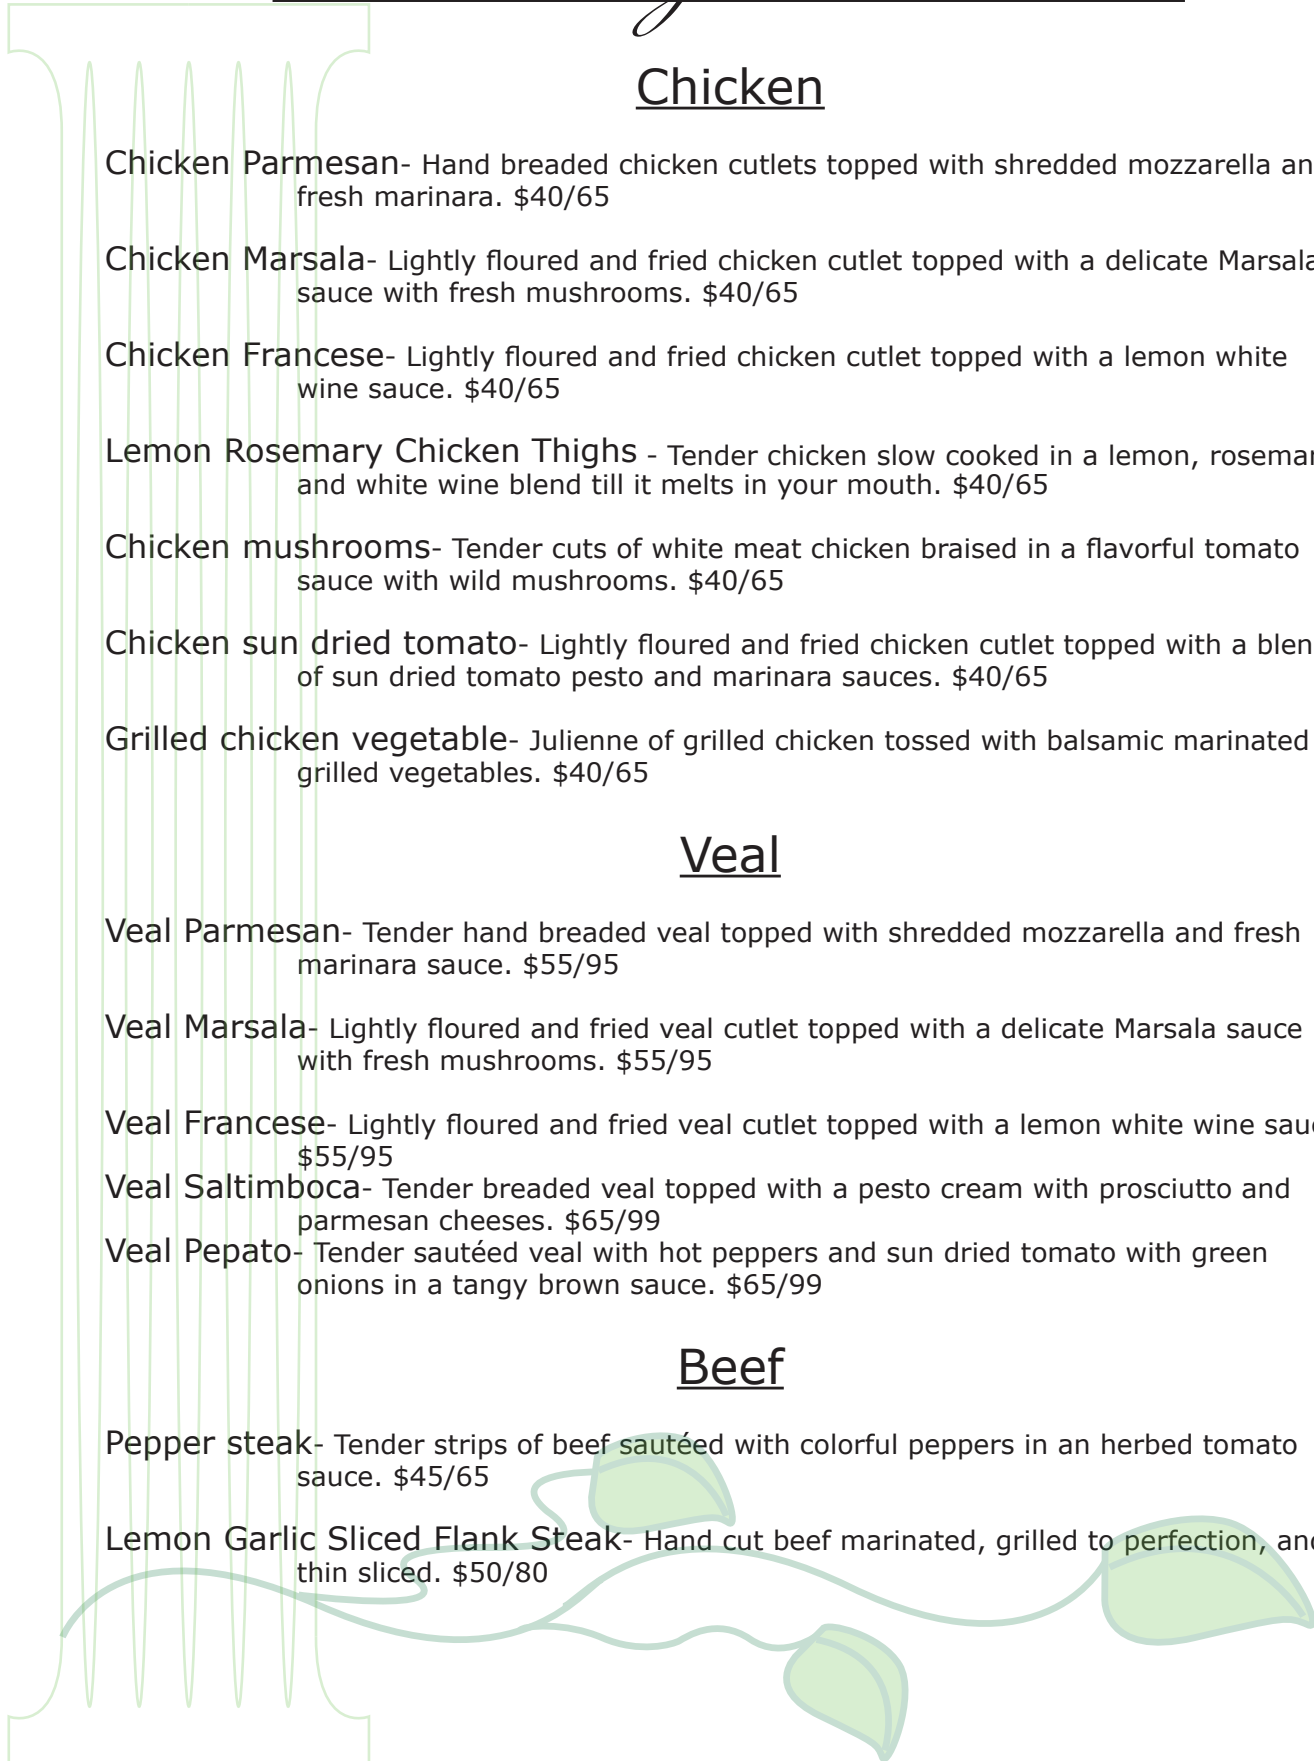 Chicken
Chicken Parmesan- Hand breaded chicken cutlets topped with shredded mozzarella an
fresh marinara. $40/65
Chicken Marsala- Lightly floured and fried chicken cutlet topped with a delicate Marsala
sauce with fresh mushrooms. $40/65
Chicken Francese- Lightly floured and fried chicken cutlet topped with a lemon white
wine sauce. $40/65
Lemon Rosemary Chicken Thighs - Tender chicken slow cooked in a lemon, rosemar
and white wine blend till it melts in your mouth. $40/65
Chicken mushrooms- Tender cuts of white meat chicken braised in a flavorful tomato
sauce with wild mushrooms. $40/65
Chicken sun dried tomato- Lightly floured and fried chicken cutlet topped with a blen
of sun dried tomato pesto and marinara sauces. $40/65
Grilled chicken vegetable- Julienne of grilled chicken tossed with balsamic marinated
grilled vegetables. $40/65
Veal
Veal Parmesan- Tender hand breaded veal topped with shredded mozzarella and fresh
marinara sauce. $55/95
Veal Marsala- Lightly floured and fried veal cutlet topped with a delicate Marsala sauce
with fresh mushrooms. $55/95
Veal Francese- Lightly floured and fried veal cutlet topped with a lemon white wine sau
$55/95
Veal Saltimboca- Tender breaded veal topped with a pesto cream with prosciutto and
parmesan cheeses. $65/99
Veal Pepato- Tender sautéed veal with hot peppers and sun dried tomato with green
onions in a tangy brown sauce. $65/99
Beef
Pepper steak- Tender strips of beef sautéed with colorful peppers in an herbed tomato
sauce. $45/65
Lemon Garlic Sliced Flank Steak- Hand cut beef marinated, grilled to perfection, and
thin sliced. $50/80